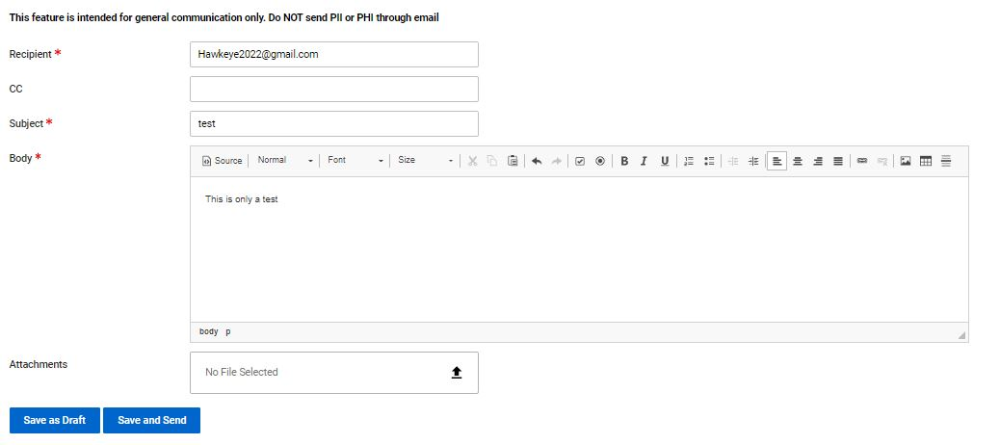 This feature is intended for general communication only. Do NOT send PII or PHI through email
Recipient * Hawkeye2022@gmail.com
CC
Subject * test
Body * Source Normal Font Size B I U
This is only a test
body p
Attachments No File Selected
Save as Draft Save and Send